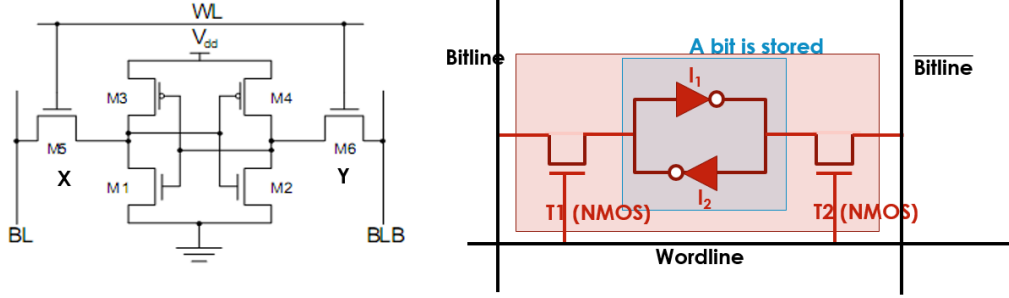 WL
Vdd
M3
M4
M5
M6
X
Y
M1
M2
BL
BLB
A bit is stored
Bitline
Bitline
I1
I2
T1 (NMOS)
T2 (NMOS)
Wordline